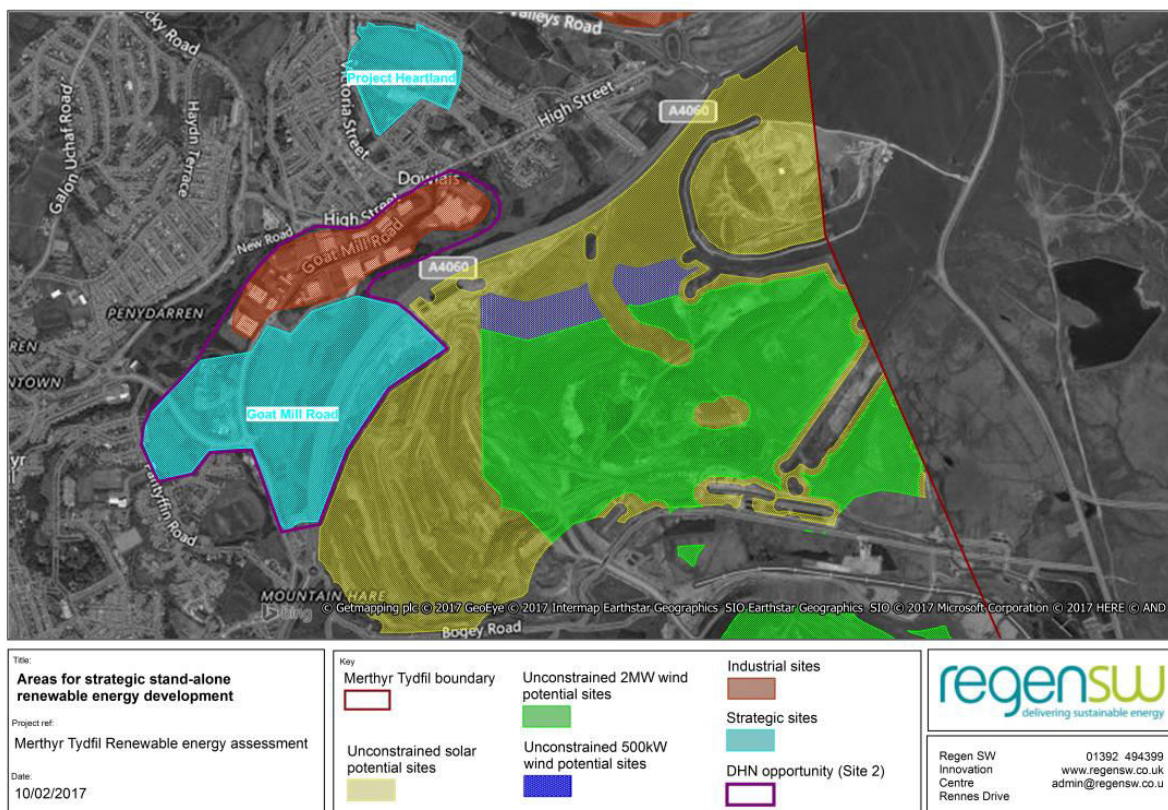 cky Road
Valleys Road
Project Heartland
Victoria Street
High Street
A4060
Galon Uchaf Road
Haydn Terrace
Dowlais
High Street
New Road
Goat Mill Road
A4060
PENYDARREN
REN
NTOWN
Goat Mill Road
yr
Pantyffin Road
MOUNTAIN HARE
bing
© Getmapping plc © 2017 GeoEye © 2017 Intermap Earthstar Geographics SIO Earthstar Geographics SIO © 2017 Microsoft Corporation © 2017 HERE © AND
Bogey Road
Title:
Areas for strategic stand-alone
renewable energy development
Project ref:
Merthyr Tydfil Renewable energy assessment
Date:
10/02/2017
Key
Merthyr Tydfil boundary
Unconstrained solar
potential sites
Unconstrained 2MW wind
potential sites
Unconstrained 500kW
wind potential sites
Industrial sites
Strategic sites
DHN opportunity (Site 2)
regensw
delivering sustainable energy
Regen SW 01392 494399
Innovation www.regensw.co.uk
Centre admin@regensw.co.u
Rennes Drive